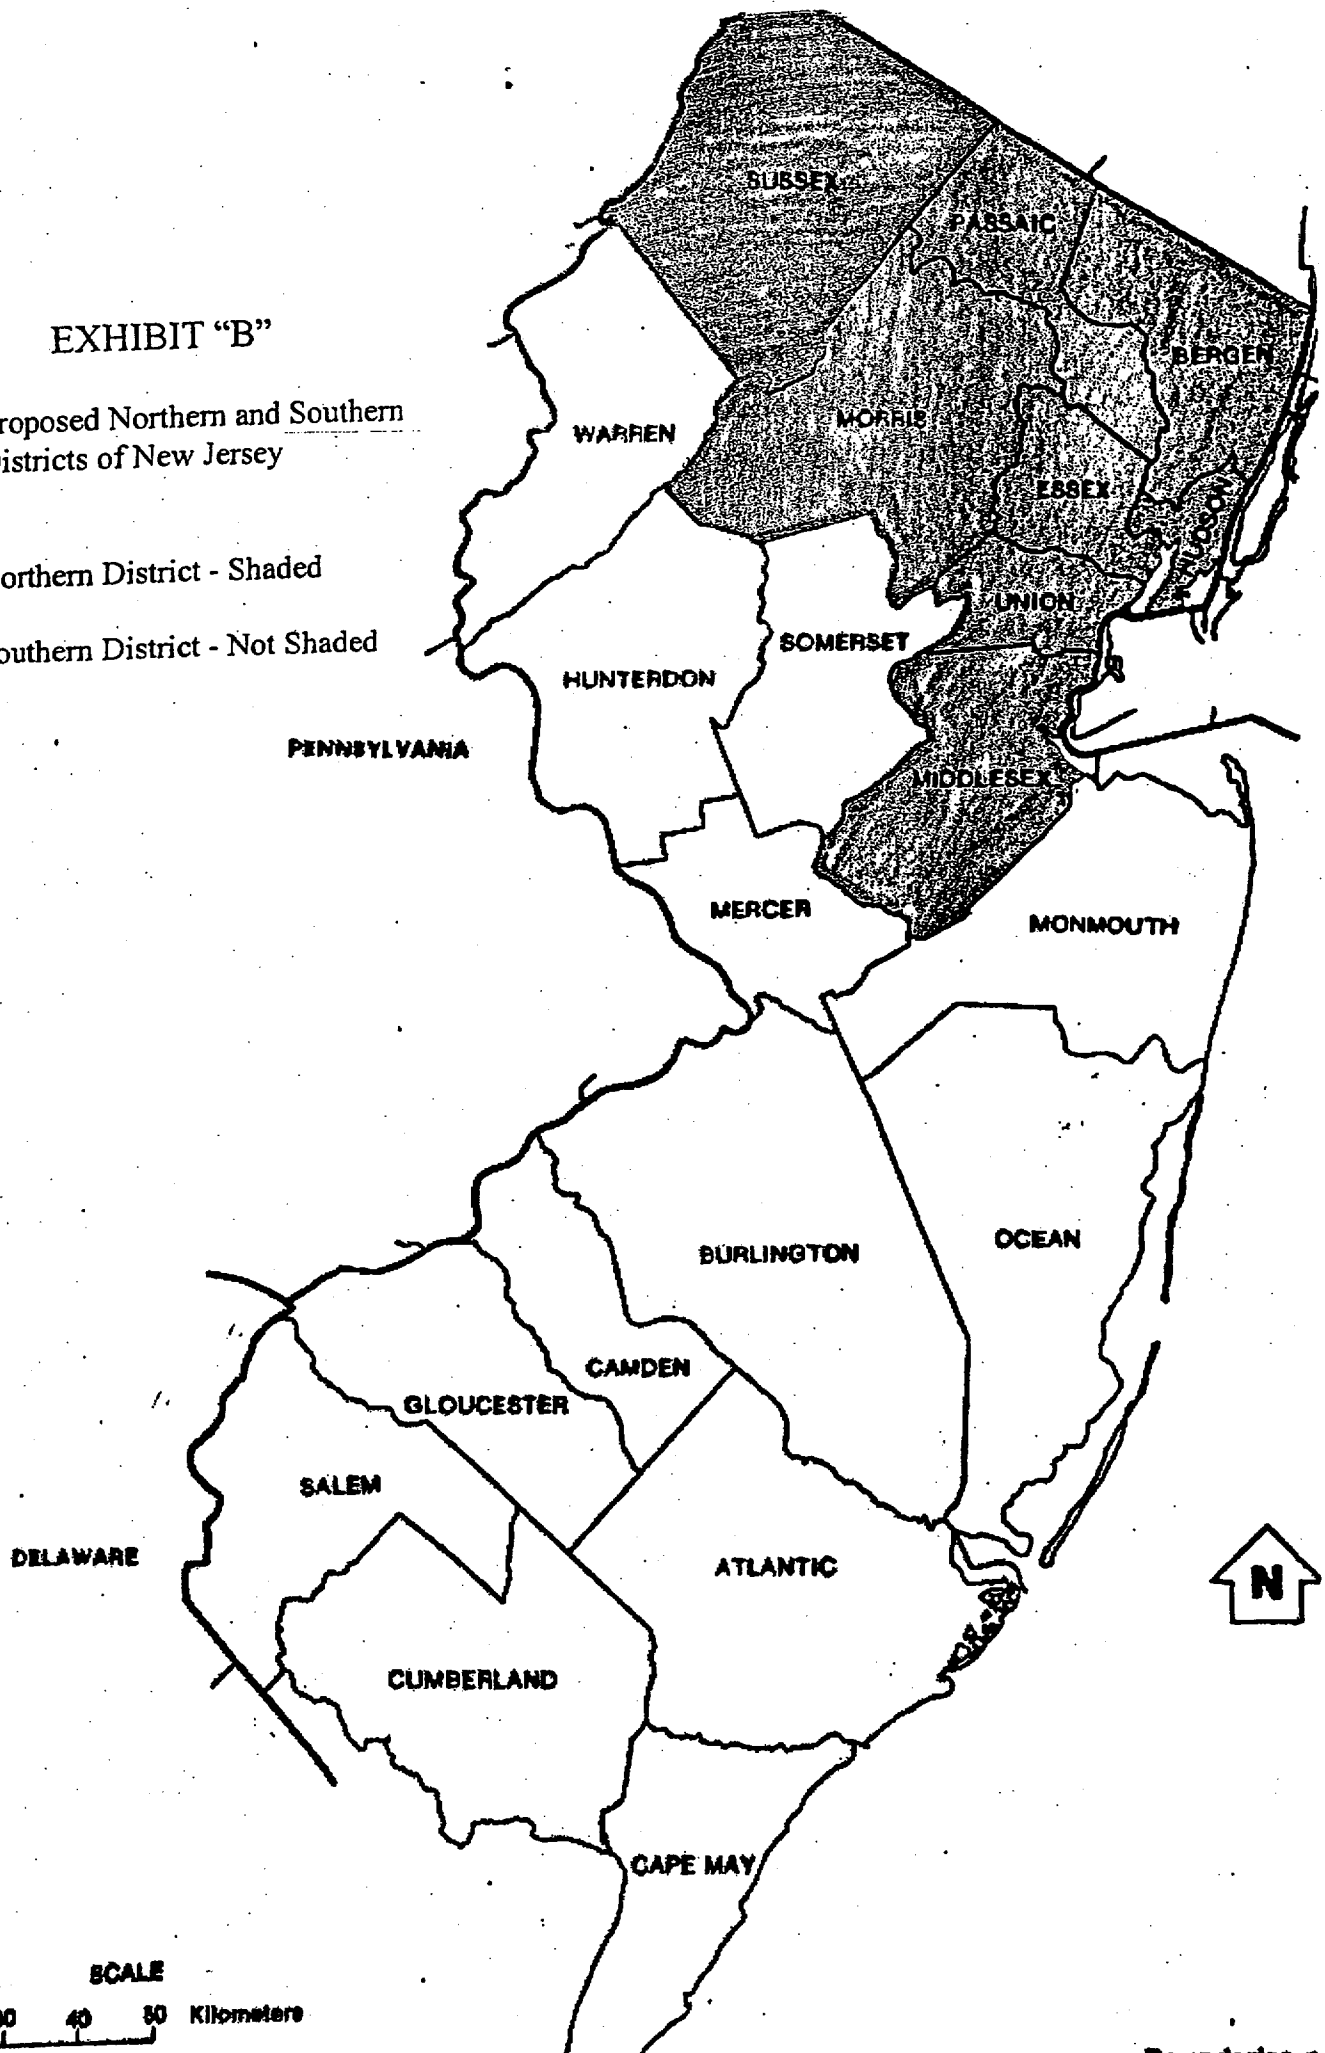 EXHIBIT “B”
roposed Northern and Southern
istricts of New Jersey
orthern District - Shaded
outhern District - Not Shaded
SUSSEX
PASSAIC
BERGEN
WARREN
MORRIS
ESSEX
HUDSON
UNION
SOMERSET
HUNTERDON
PENNSYLVANIA
MIDDLESEX
MERCER
MONMOUTH
BURLINGTON
OCEAN
CAMDEN
GLOUCESTER
SALEM
DELAWARE
ATLANTIC
N
CUMBERLAND
CAPE MAY
SCALE
40 50 Kilometers